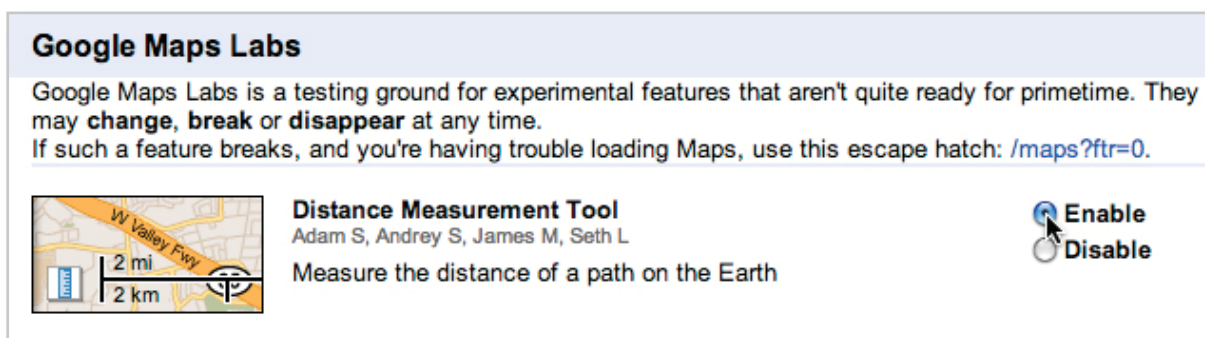 Google Maps Labs
Google Maps Labs is a testing ground for experimental features that aren't quite ready for primetime. They
may change, break or disappear at any time.
If such a feature breaks, and you're having trouble loading Maps, use this escape hatch: /maps?ftr=0.
W Valley Fwy
2 mi
2 km
Distance Measurement Tool
Adam S, Andrey S, James M, Seth L
Measure the distance of a path on the Earth
Enable
Disable